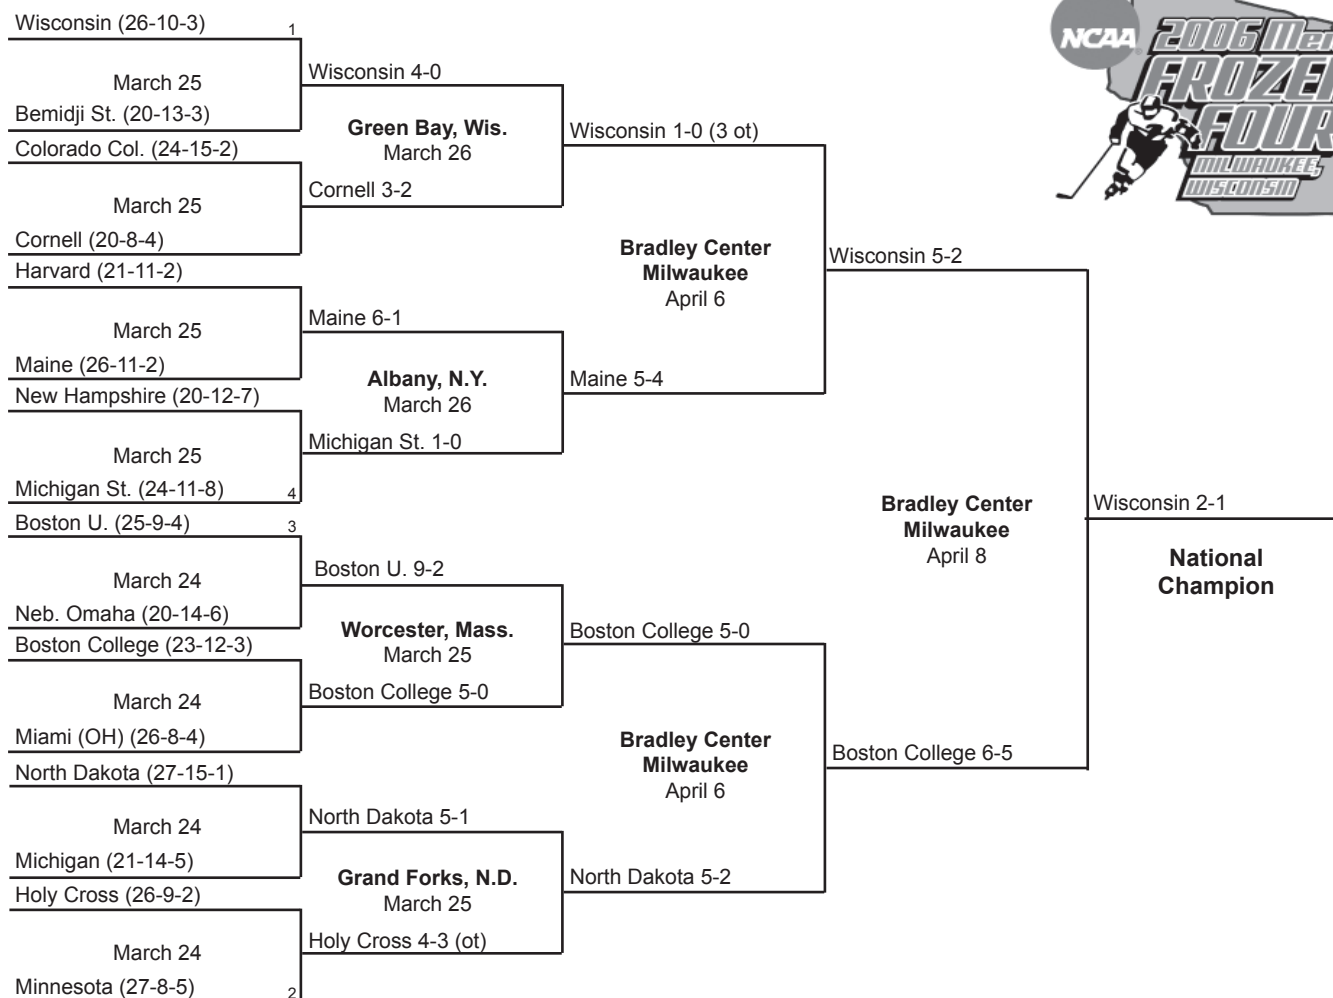 Wisconsin (26-10-3) 1
March 25
Bemidji St. (20-13-3)
Colorado Col. (24-15-2)
March 25
Cornell (20-8-4)
Harvard (21-11-2)
March 25
Maine (26-11-2)
New Hampshire (20-12-7)
March 25
Michigan St. (24-11-8) 4
Boston U. (25-9-4) 3
March 24
Neb. Omaha (20-14-6)
Boston College (23-12-3)
March 24
Miami (OH) (26-8-4)
North Dakota (27-15-1)
March 24
Michigan (21-14-5)
Holy Cross (26-9-2)
March 24
Minnesota (27-8-5) 2
Wisconsin 4-0
Green Bay, Wis.
March 26
Cornell 3-2
Maine 6-1
Albany, N.Y.
March 26
Michigan St. 1-0
Boston U. 9-2
Worcester, Mass.
March 25
Boston College 5-0
North Dakota 5-1
Grand Forks, N.D.
March 25
Holy Cross 4-3 (ot)
Wisconsin 1-0 (3 ot)
Bradley Center
Milwaukee
April 6
Maine 5-4
Boston College 5-0
Bradley Center
Milwaukee
April 6
North Dakota 5-2
Wisconsin 5-2
Bradley Center
Milwaukee
April 8
Boston College 6-5
Wisconsin 2-1
National
Champion
NCAA
2006
FOUR
MILWAUKEE,
WISCONSIN